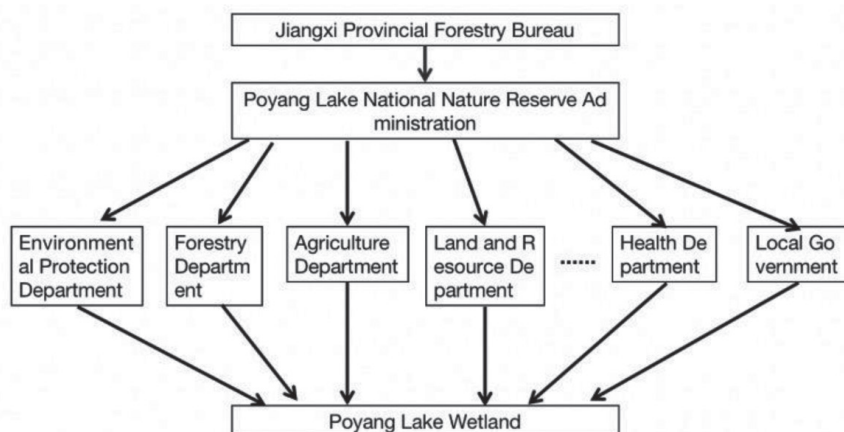 Jiangxi Provincial Forestry Bureau
Poyang Lake National Nature Reserve Ad
ministration
Environment
al Protection
Department
Forestry
Departm
ent
Agriculture
Department
Land and R
esource De
partment
......
Health De
partment
Local Go
vernment
Poyang Lake Wetland